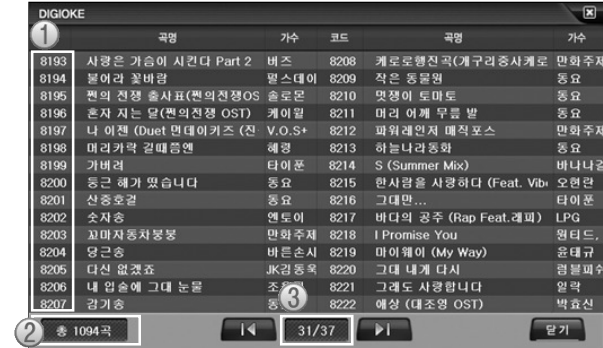 DIGIOKE
①
곡명 가수 코드 곡명 가수
8193 사랑은 가슴이 시킨다 Part 2 버즈 8208 케로로행진곡(개구리중사케로 만화주제
8194 불어라 꽃바람 멀스데이 8209 작은 동물원 동요
8195 쩐의 전쟁 출사표(쩐의전쟁OS 솔로몬 8210 멋쟁이 토마토 동요
8196 혼자 지는 달(쩐의전쟁 OST) 케이윌 8211 머리 어깨 무릎 발 동요
8197 나 이젠 (Duet 먼데이키즈 (진 V.O.S+ 8212 파워레인저 매직포스 만화주제
8198 머리카락 길때쯤엔 혜령 8213 하늘나라동화 동요
8199 가버려 타이푼 8214 S (Summer Mix) 바나나걸
8200 둥근 해가 떴습니다 동요 8215 한사람을 사랑하다 (Feat. Vib 오현란
8201 산중호걸 동요 8216 그대만... 타이푼
8202 숫자송 엔토이 8217 바다의 공주 (Rap Feat.래피) LPG
8203 꼬마자동차붕붕 만화주제 8218 I Promise You 원티드,
8204 당근송 바른손시 8219 마이웨이 (My Way) 윤태규
8205 다신 없겠죠 JK김동욱 8220 그대 내게 다시 럼블피쉬
8206 내 입술에 그대 눈물 8221 그래도 사랑합니다 일락
8207 감기송 8222 애상 (대조영 OST) 박효신
③
② 총 1094곡 31/37 닫기